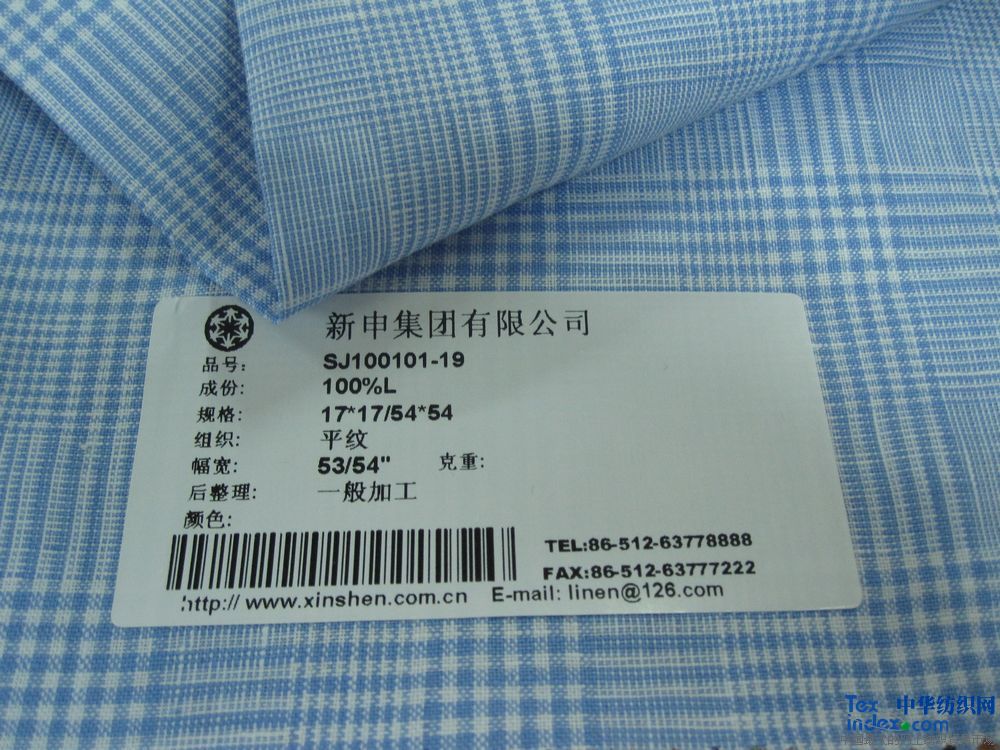 新申集团有限公司
品号: SJ100101-19
成份: 100%L
规格: 17*17/54*54
组织: 平纹
幅宽: 53/54" 克重:
后整理: 一般加工
颜色:
TEL:86-512-63778888
FAX:86-512-63777222
http://www.xinshen.com.cn E-mail: linen@126.com
Tex 中华纺织网
index.com